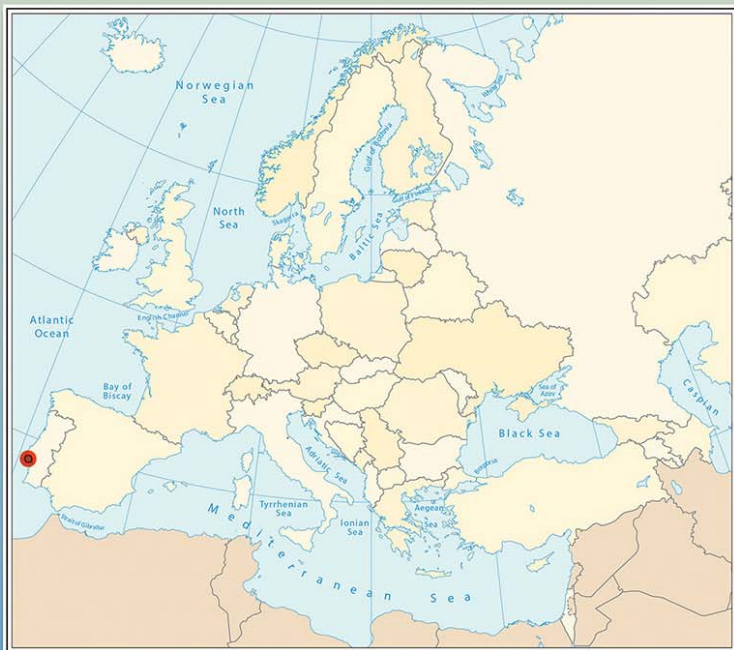 Norwegian
Sea
White Sea
Gulf of Bothnia
Gulf of Finland
North
Sea
Skagerra
Baltic Sea
English Channel
Atlantic
Ocean
Bay of
Biscay
Sea of
Azov
Caspian
Black Sea
Bosporus
Adriatic Sea
Tyrrhenian
Sea
Ionian
Sea
Aegean
Sea
Strait of Gibraltar
Mediterranean Sea